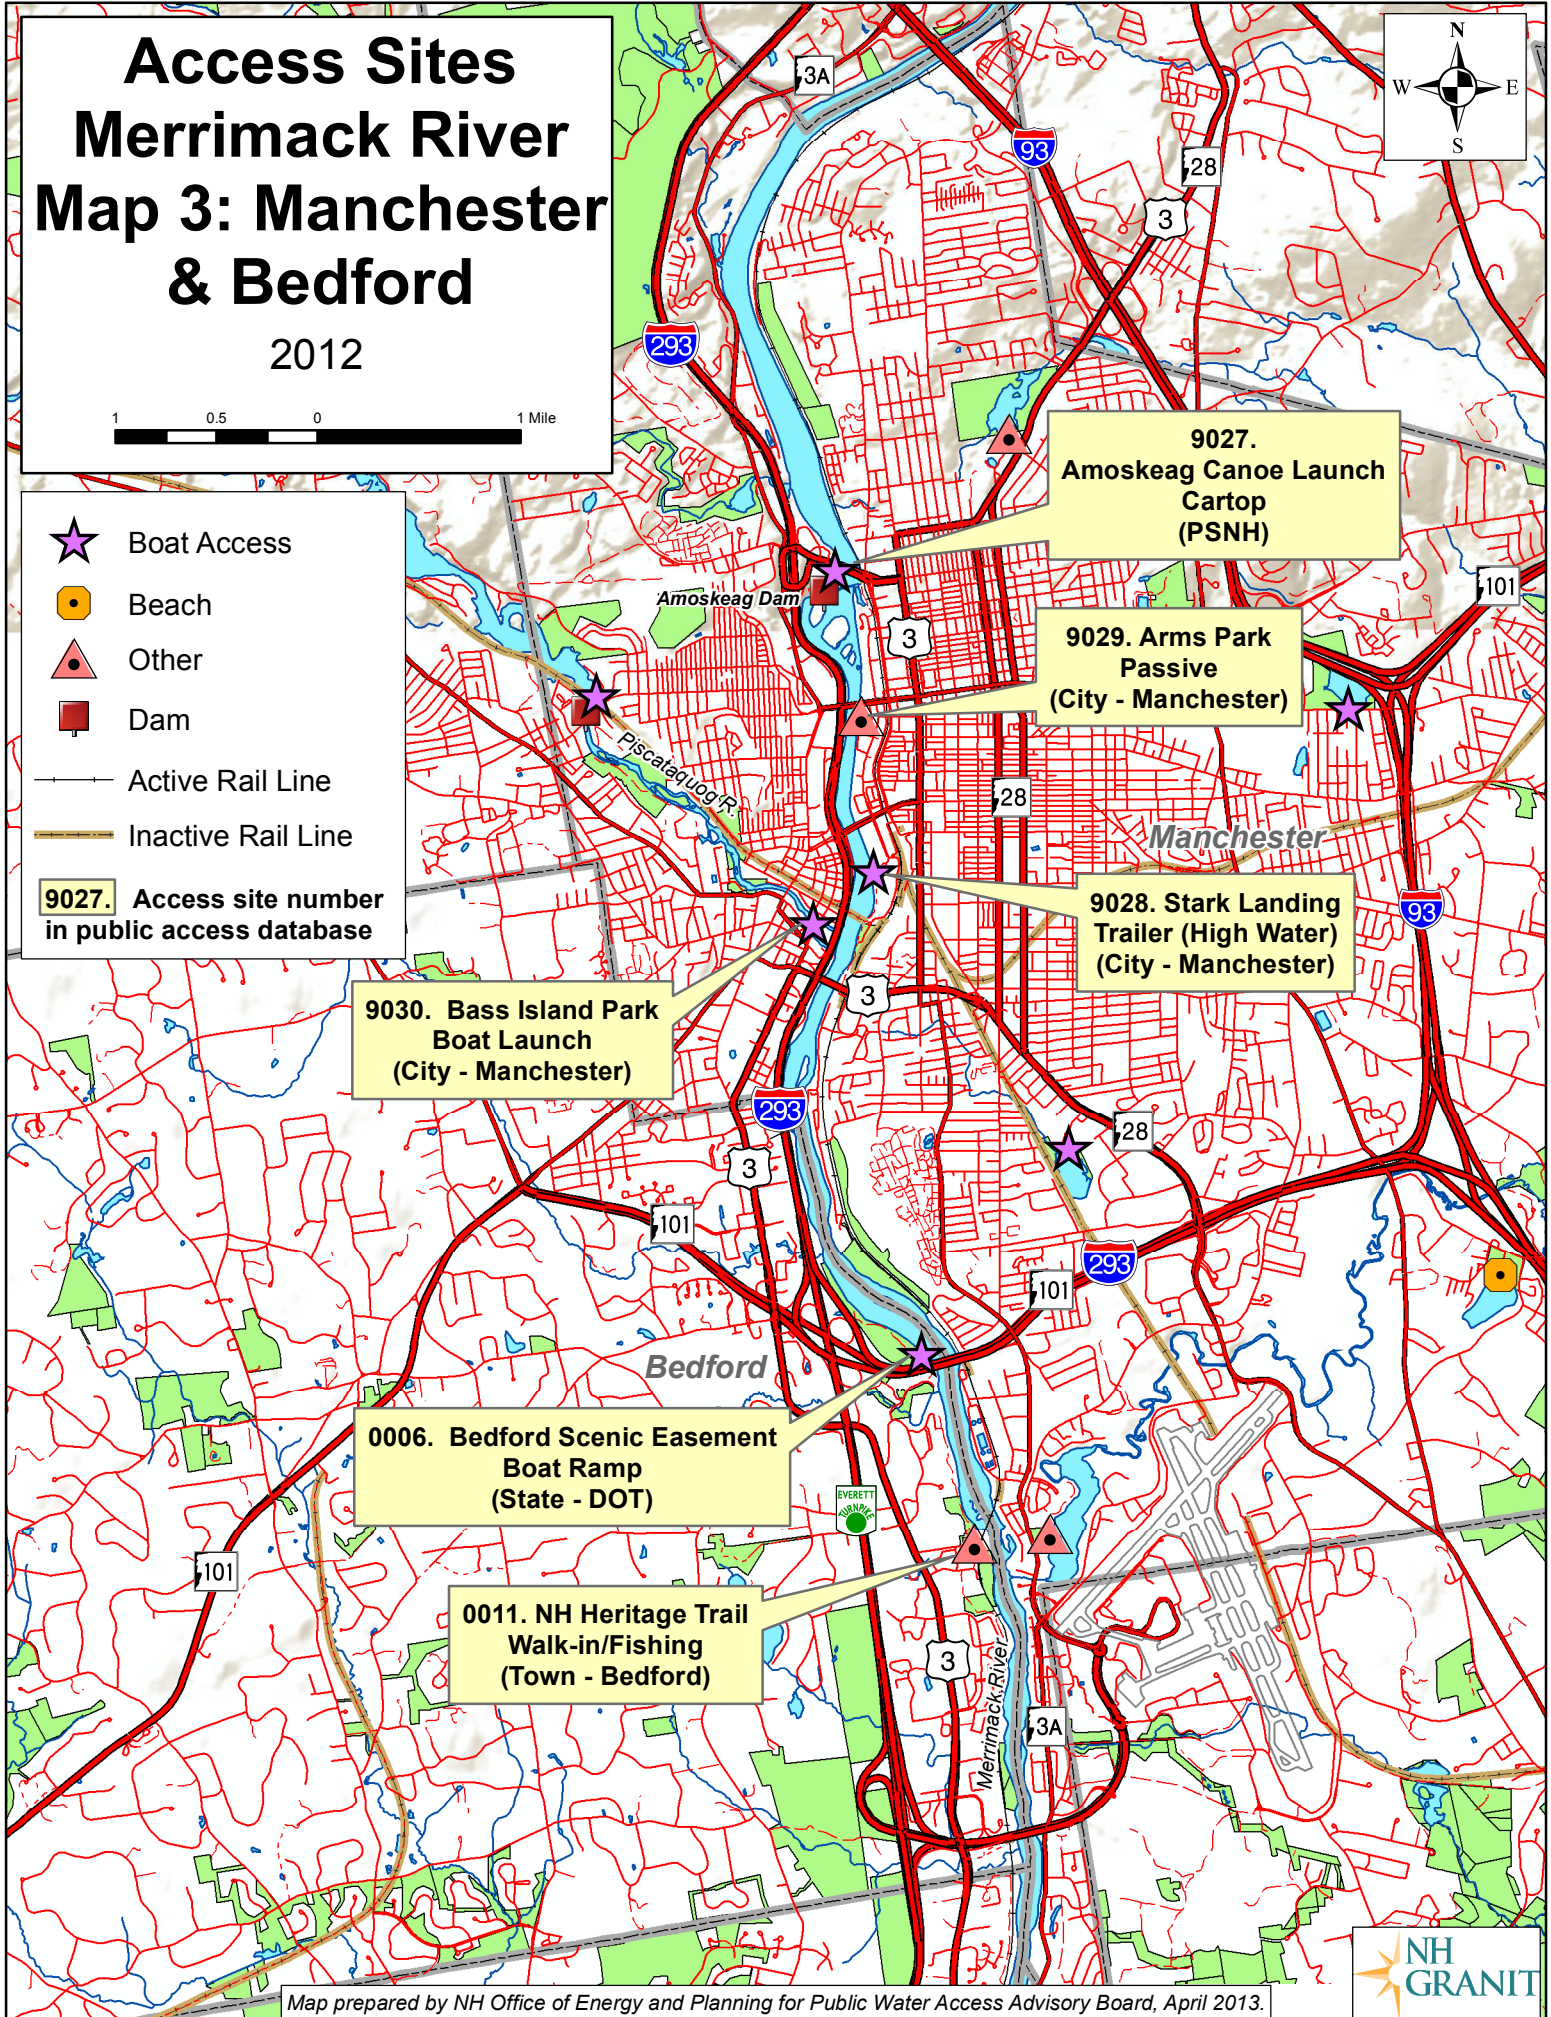 Access Sites
Merrimack River
Map 3: Manchester
& Bedford
2012
1 0.5 0 1 Mile
N
W E
S
Boat Access
Beach
Other
Dam
Active Rail Line
Inactive Rail Line
9027. Access site number
in public access database
3A
93
28
3
293
9027.
Amoskeag Canoe Launch
Cartop
(PSNH)
101
Amoskeag Dam
3
9029. Arms Park
Passive
(City - Manchester)
Piscataquog R.
28
Manchester
9028. Stark Landing
Trailer (High Water)
(City - Manchester)
93
3
9030. Bass Island Park
Boat Launch
(City - Manchester)
293
28
3
101
293
101
Bedford
0006. Bedford Scenic Easement
Boat Ramp
(State - DOT)
EVERETT
TURNPIKE
101
0011. NH Heritage Trail
Walk-in/Fishing
(Town - Bedford)
3
Merrimack River
3A
NH
GRANIT
Map prepared by NH Office of Energy and Planning for Public Water Access Advisory Board, April 2013.